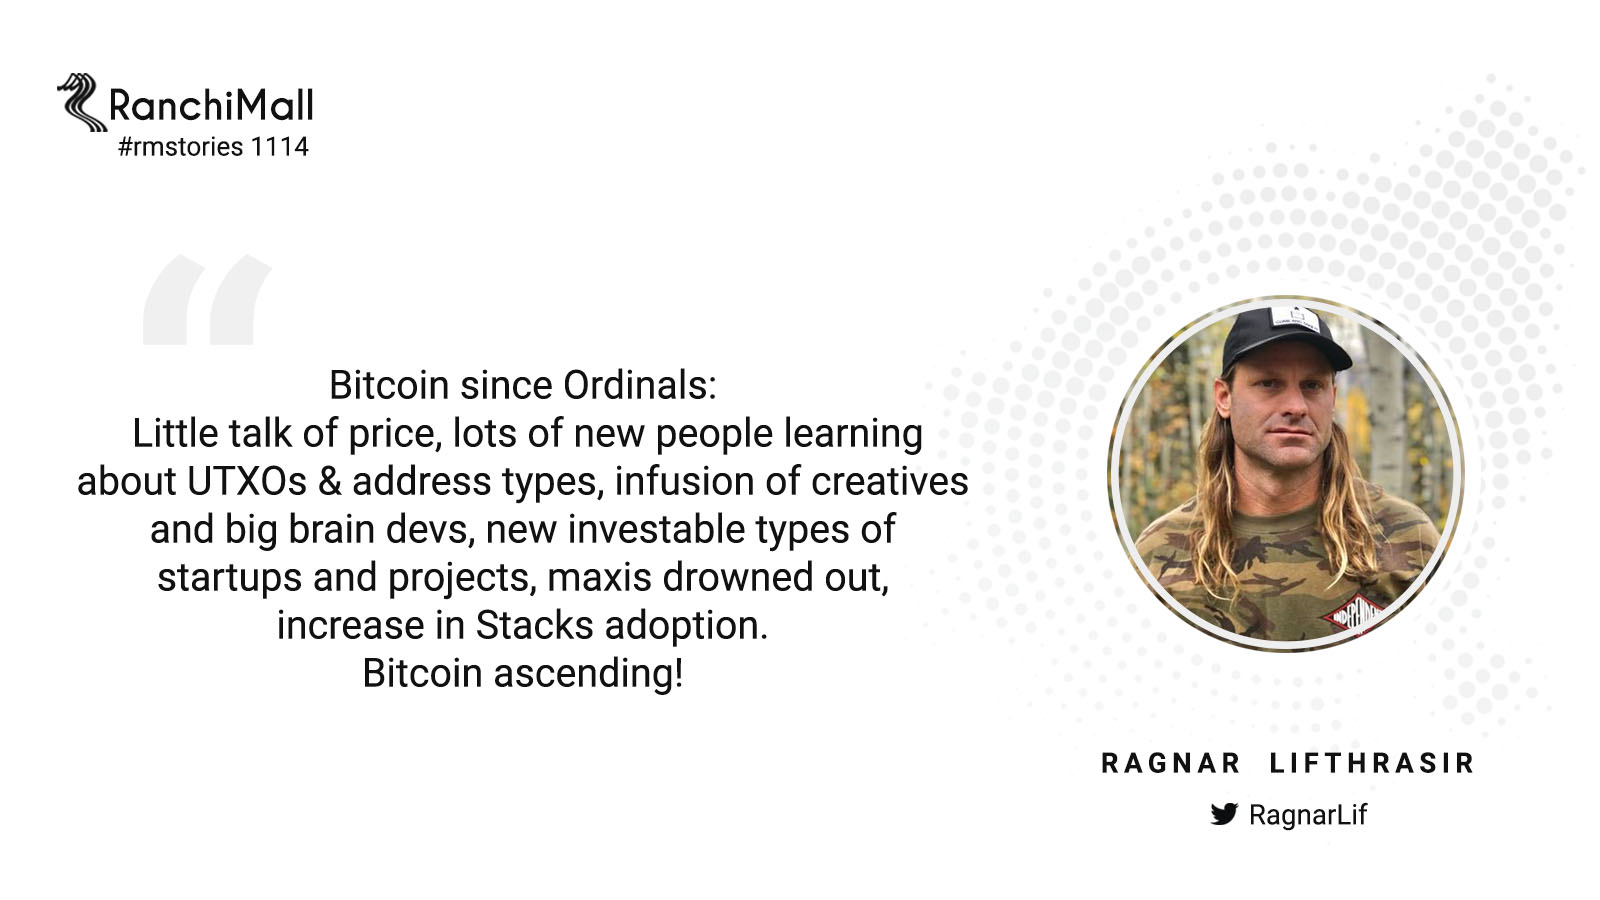 RanchiMall
#rmstories 1114
“
Bitcoin since Ordinals:
Little talk of price, lots of new people learning
about UTXOs & address types, infusion of creatives
and big brain devs, new investable types of
startups and projects, maxis drowned out,
increase in Stacks adoption.
Bitcoin ascending!
RAGNAR LIFTHRASIR
RagnarLif